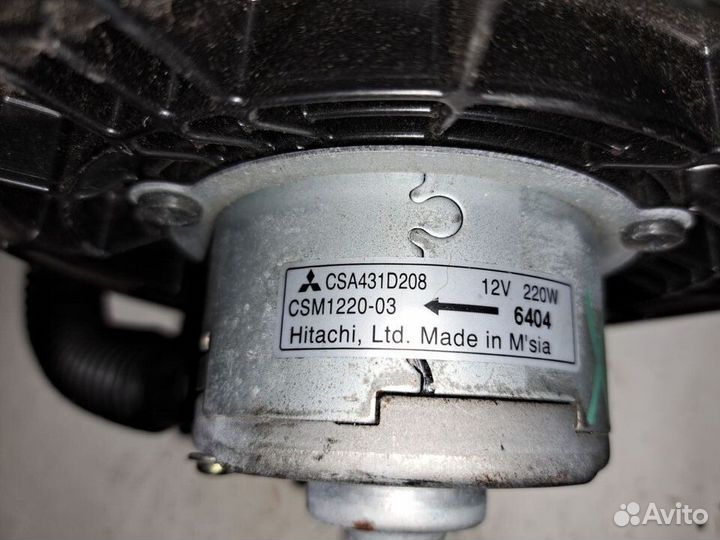 CSA431D208 12V 220W
CSM1220-03 6404
Hitachi, Ltd. Made in M'sia
Avito